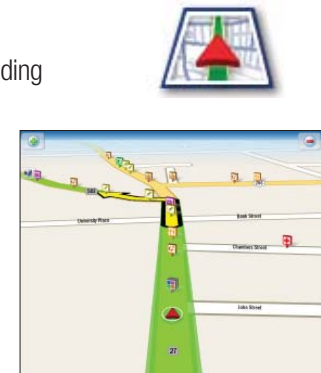 ding
University Place
Bank Street
Chambers Street
John Street
27